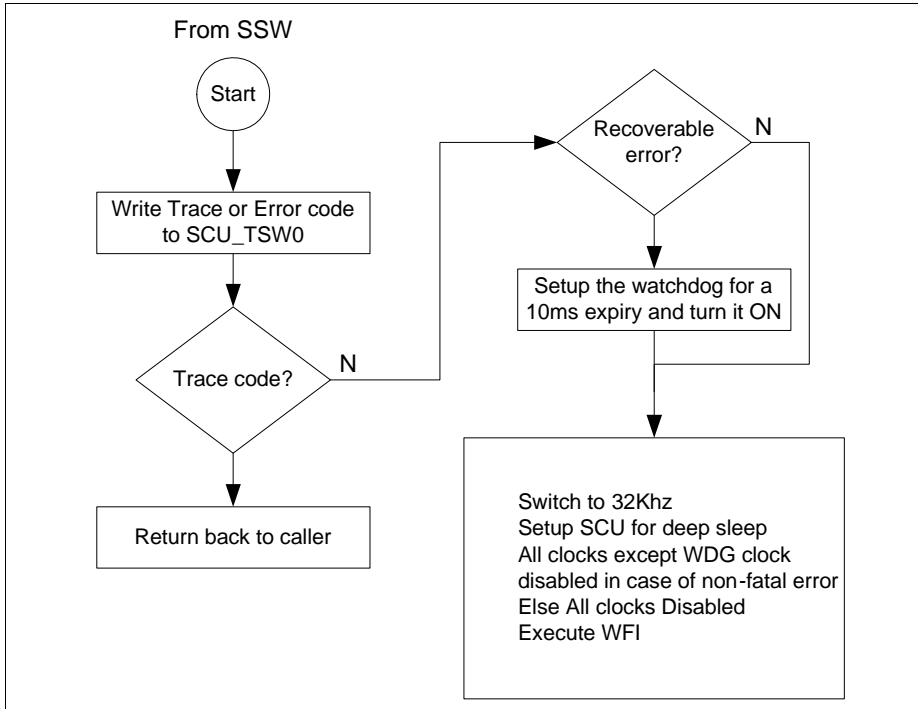 From SSW
Start
Write Trace or Error code
to SCU_TSW0
Trace code?
N
Return back to caller
Recoverable
error?
N
Setup the watchdog for a
10ms expiry and turn it ON
Switch to 32Khz
Setup SCU for deep sleep
All clocks except WDG clock
disabled in case of non-fatal error
Else All clocks Disabled
Execute WFI